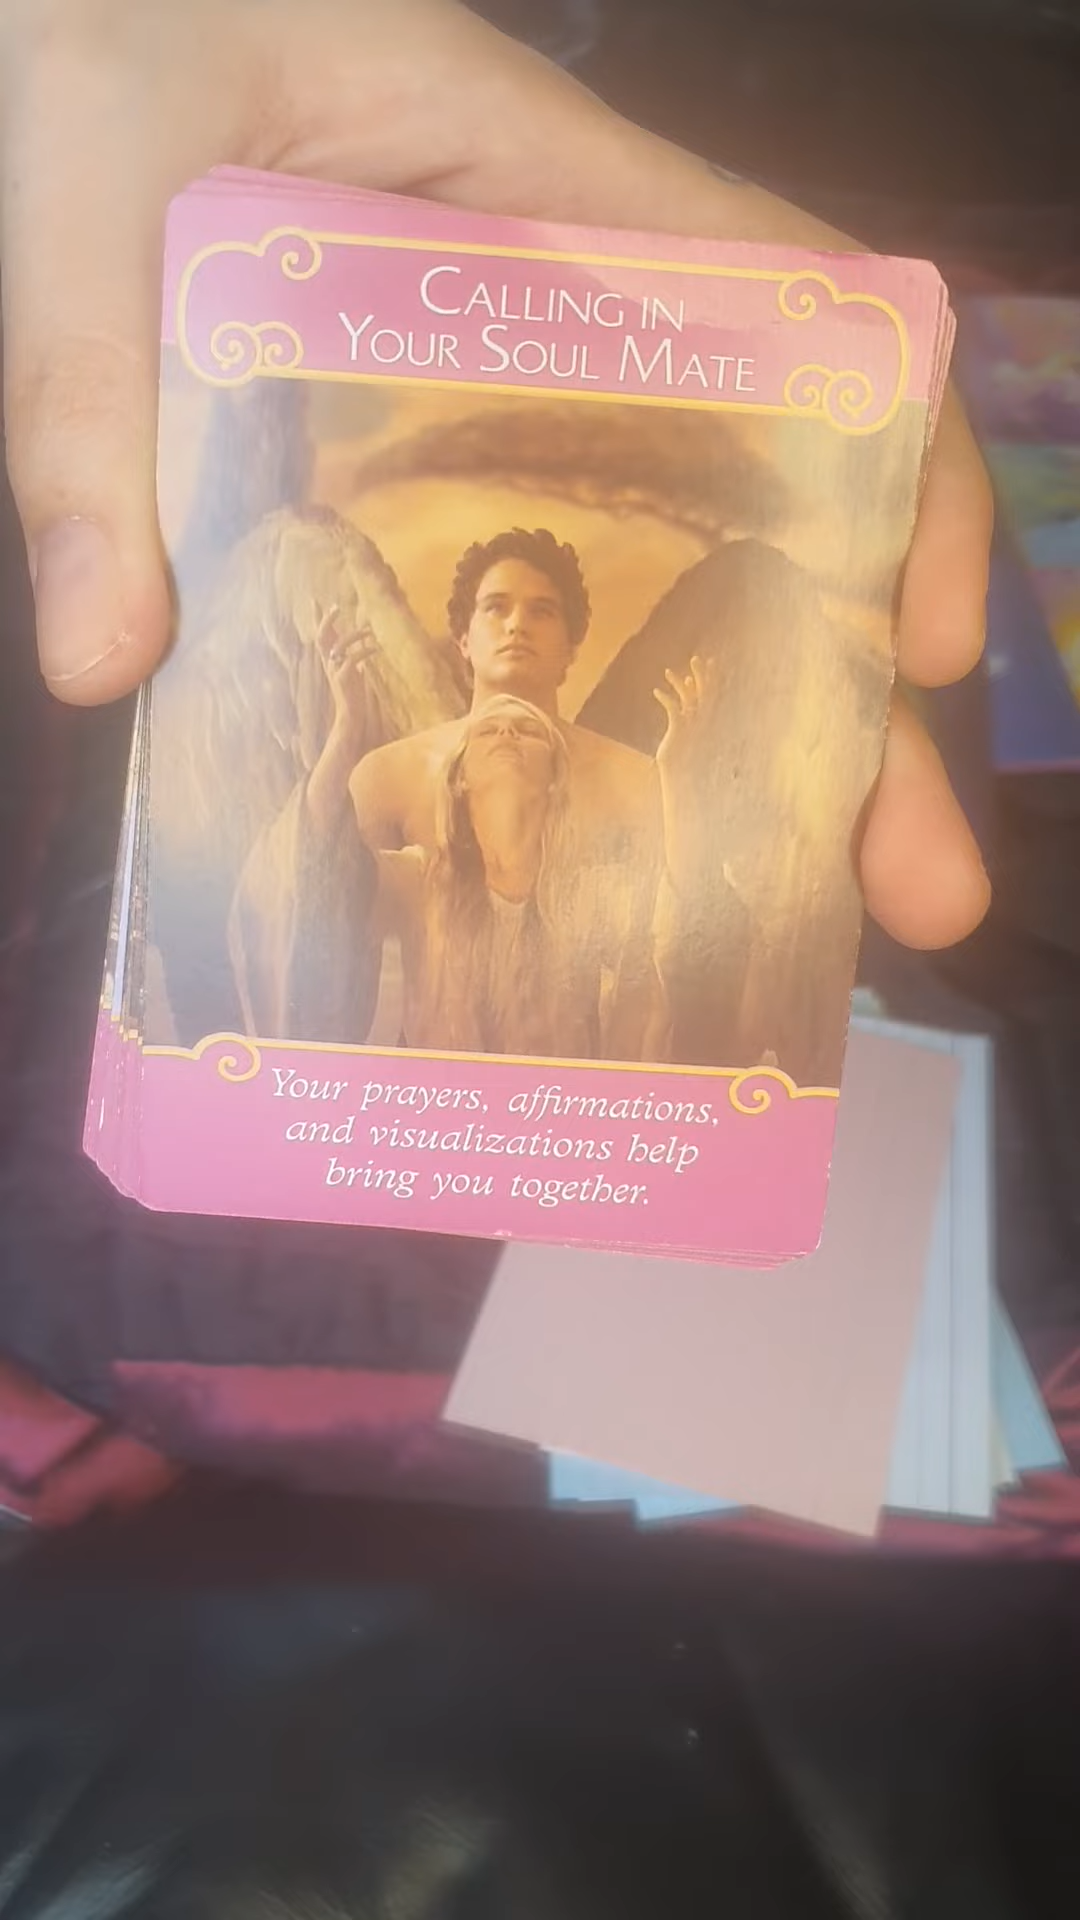 CALLING IN
YOUR SOUL MATE
Your prayers, affirmations,
and visualizations help
bring you together.